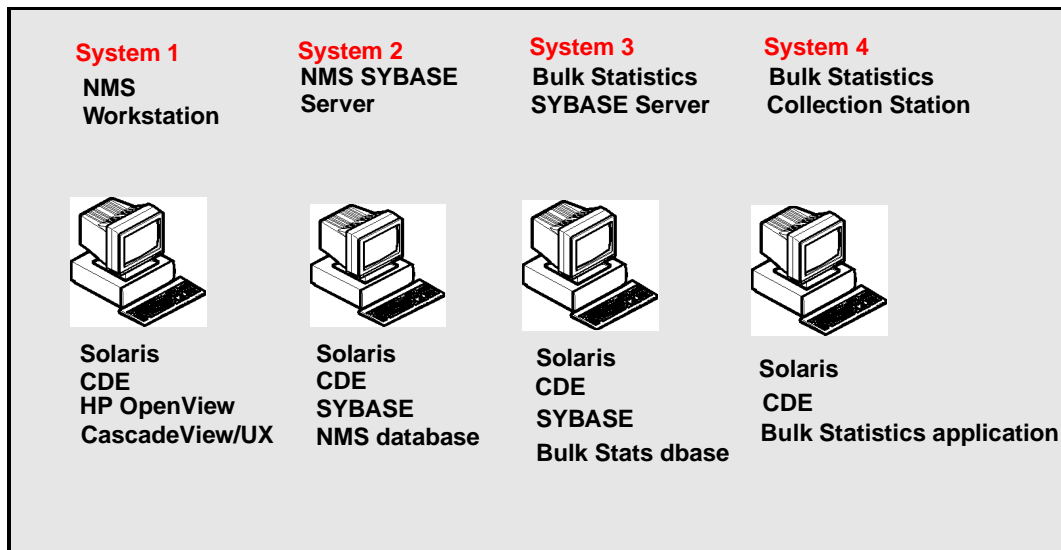 System 1
NMS
Workstation
System 2
NMS SYBASE
Server
System 3
Bulk Statistics
SYBASE Server
System 4
Bulk Statistics
Collection Station
Solaris
CDE
HP OpenView
CascadeView/UX
Solaris
CDE
SYBASE
NMS database
Solaris
CDE
SYBASE
Bulk Stats dbase
Solaris
CDE
Bulk Statistics application